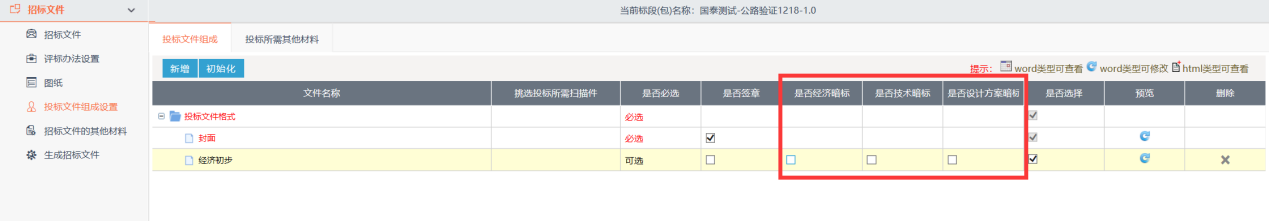 招标文件
当前标段(包)名称：国泰测试-公路验证1218-1.0
招标文件
评标办法设置
图纸
投标文件组成设置
招标文件的其他材料
生成招标文件
投标文件组成 投标所需其他材料
新增 初始化
提示： word类型可查看 word类型可修改 html类型可查看
文件名称 挑选投标所需扫描件 是否必选 是否签章 是否经济暗标 是否技术暗标 是否设计方案暗标 是否选择 预览 删除
投标文件格式 必选
封面 必选
经济初步 可选